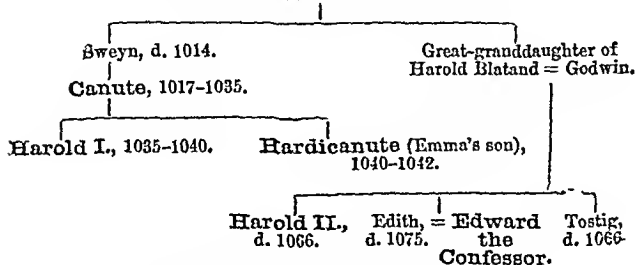 Sweyn, d. 1014.
Great-granddaughter of
Harold Blatand = Godwin.
Canute, 1017-1035.
Harold I., 1035-1040.
Hardicanute (Emma's son),
1040-1042.
Harold II., Edith, = Edward Tostig,
d. 1066. d. 1075. the d. 1066
Confessor.